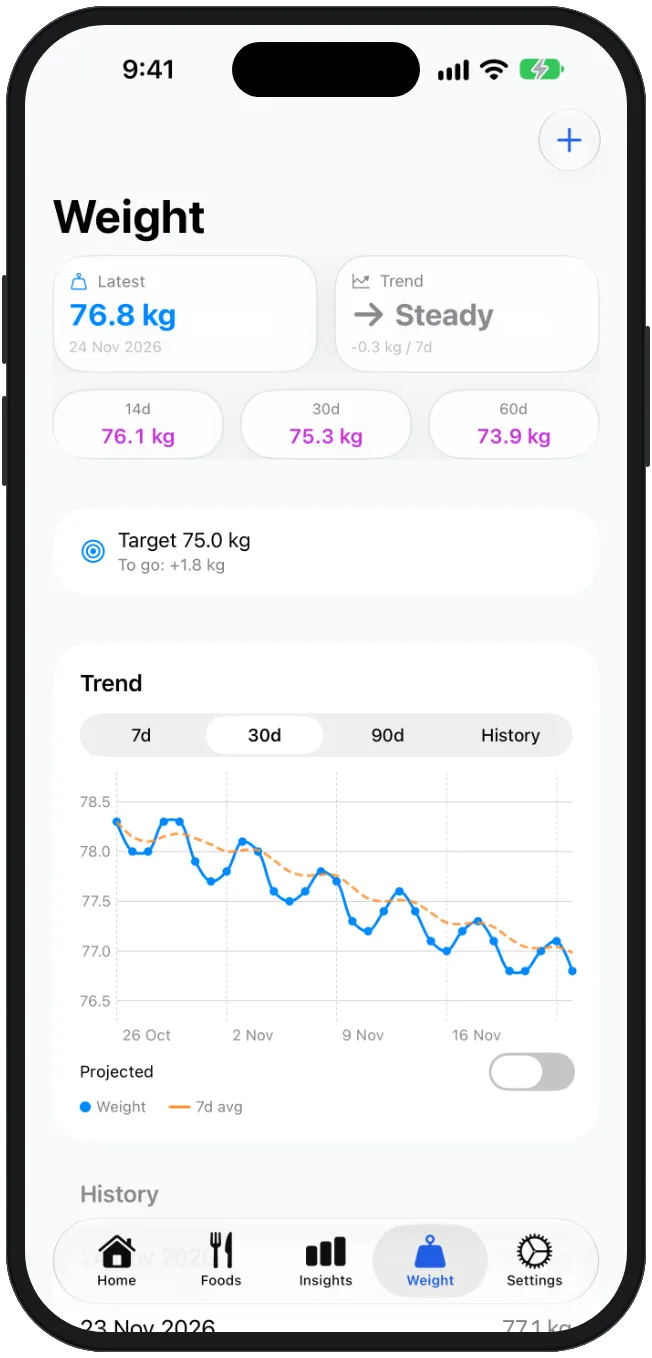 9:41
Weight
Latest
76.8 kg
24 Nov 2026
Trend
→ Steady
-0.3 kg / 7d
14d
76.1 kg
30d
75.3 kg
60d
73.9 kg
Target 75.0 kg
To go: +1.8 kg
Trend
7d 30d 90d History
78.5
78.0
77.5
77.0
76.5
26 Oct 2 Nov 9 Nov 16 Nov
Projected
Weight 7d avg
History
24 Nov 2026
Home Foods Insights Weight Settings
23 Nov 2026 77.1 kg